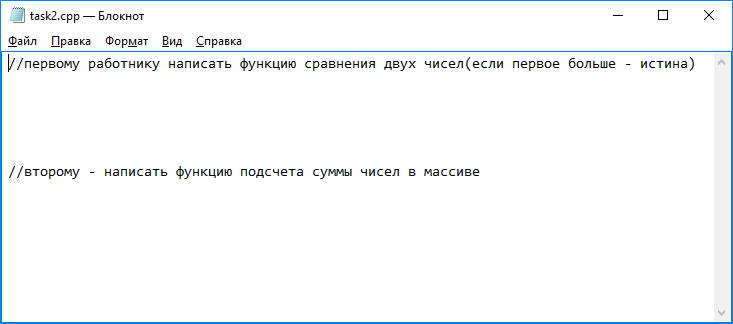 task2.cpp — Блокнот
Файл Правка Формат Вид Справка
//первому работнику написать функцию сравнения двух чисел(если первое больше - истина)
//второму - написать функцию подсчета суммы чисел в массиве